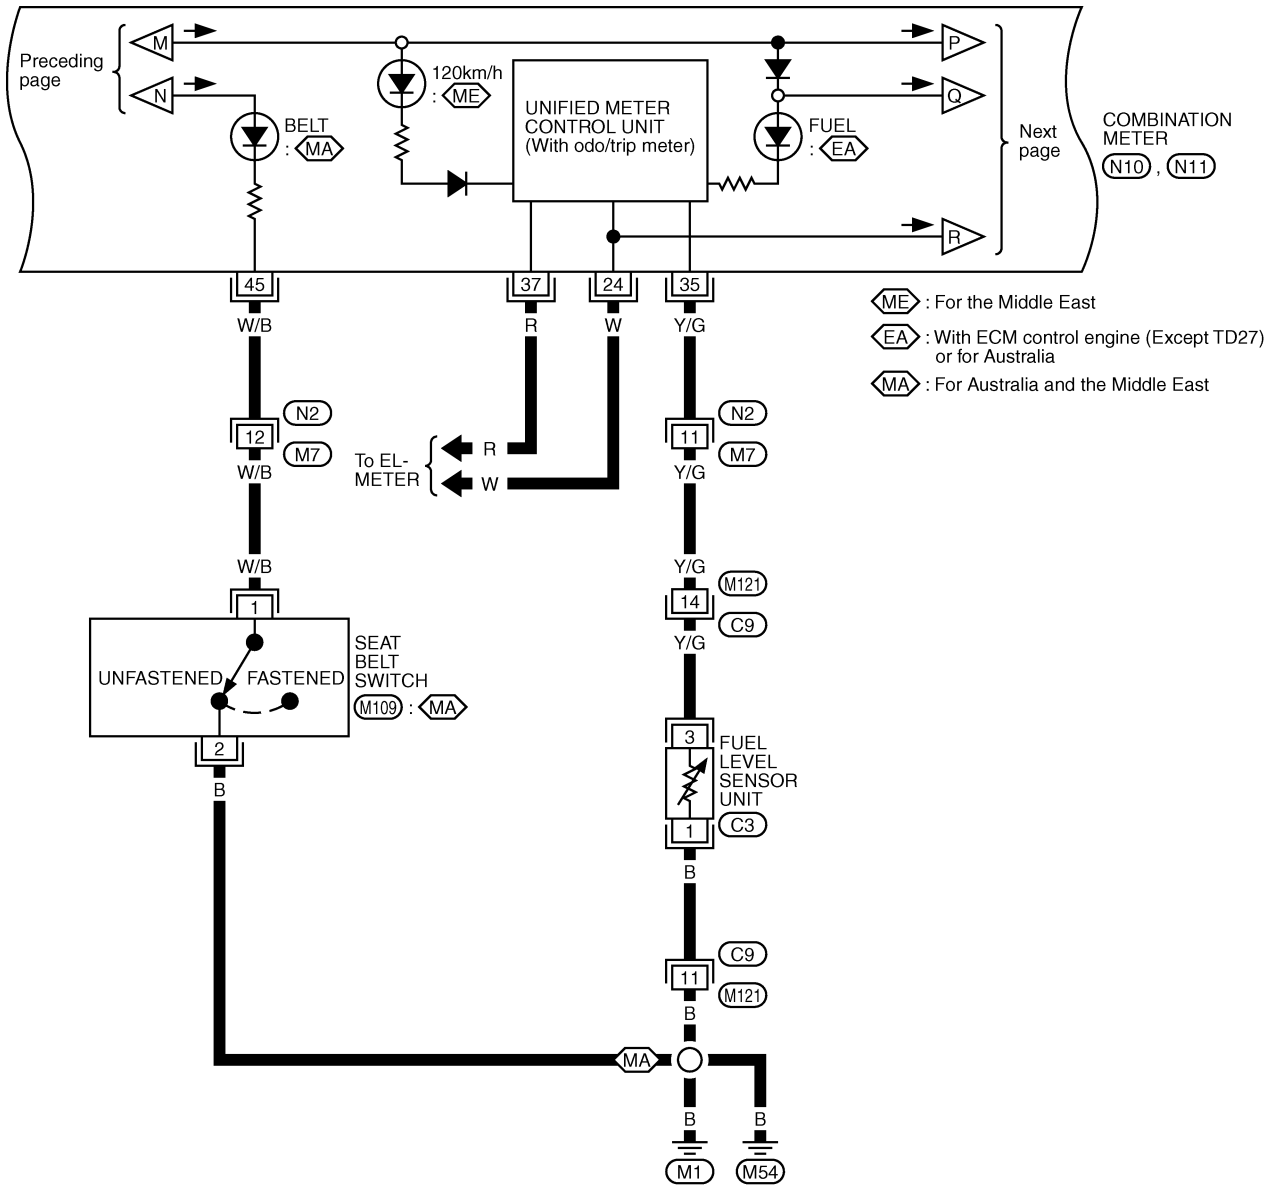 M
P
Preceding
page
120km/h
: ME
N
Q
UNIFIED METER
CONTROL UNIT
(With odo/trip meter)
BELT
: MA
FUEL
: EA
Next
page
COMBINATION
METER
N10 , N11
R
45
37
24
35
W/B
R
W
Y/G
ME : For the Middle East
EA : With ECM control engine (Except TD27)
or for Australia
MA : For Australia and the Middle East
N2
12
M7
W/B
N2
11
M7
Y/G
To EL-
METER
R
W
W/B
Y/G
1
M121
14
C9
Y/G
UNFASTENED
FASTENED
SEAT
BELT
SWITCH
M109 : MA
2
B
3
FUEL
LEVEL
SENSOR
UNIT
C3
1
B
C9
11
M121
B
MA
B
B
M1
M54